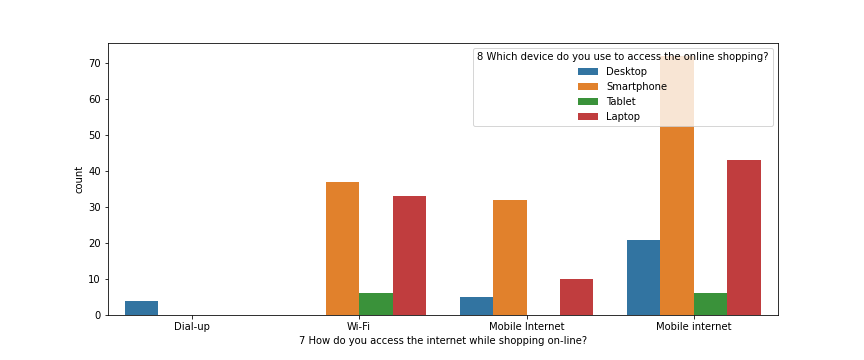 8 Which device do you use to access the online shopping?
Desktop
Smartphone
Tablet
Laptop
70
60
50
40
30
20
10
0
count
Dial-up Wi-Fi Mobile Internet Mobile internet
7 How do you access the internet while shopping on-line?